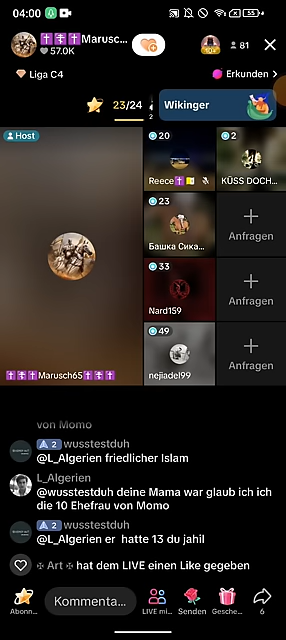 04:00
55
✝️✝️✝️Marusc...
57.0K
81
Liga C4
Erkunden
23/24
2
Wikinger
Host
20
2
Reece✝️
KÜSS DOCH...
23
Башка Сика...
Anfragen
33
Nard159
Anfragen
49
nejiadel99
Anfragen
✝️✝️✝️Marusch65✝️✝️✝️
von Momo
2 wusstestduh
@L_Algerien friedlicher Islam
L_Algerien
@wusstestduh deine Mama war glaub ich ich
die 10 Ehefrau von Momo
2 wusstestduh
@L_Algerien er hatte 13 du jahil
✢ Art ✢ hat dem LIVE einen Like gegeben
Abonn...
Kommenta...
LIVE mi...
Senden
Gesche...
6